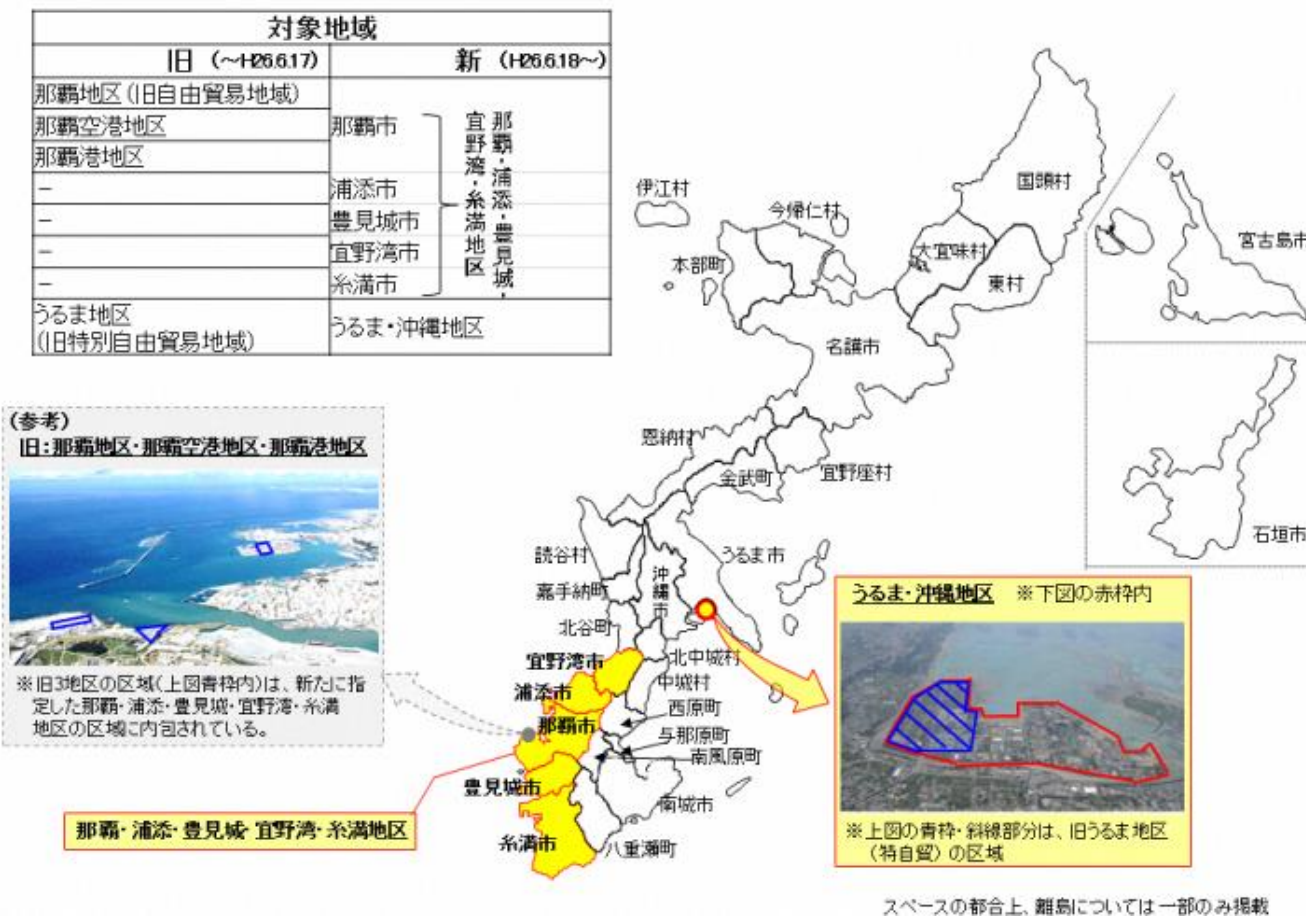 対象地域
旧 (～H26.6.17)
新 (H26.6.18～)
那覇地区(旧自由貿易地域)
那覇空港地区
那覇港地区
那覇市
－
浦添市
－
豊見城市
－
宜野湾市
－
糸満市
那覇・浦添・豊見城・
宜野湾・糸満地区
うるま地区
(旧特別自由貿易地域)
うるま・沖縄地区
伊江村
今帰仁村
本部町
国頭村
大宜味村
東村
名護市
宮古島市
石垣市
恩納村
金武町
宜野座村
読谷村
嘉手納町
北谷町
沖縄市
うるま市
宜野湾市
北中城村
浦添市
中城村
西原町
那覇市
与那原町
南風原町
豊見城市
南城市
糸満市
八重瀬町
(参考)
旧:那覇地区・那覇空港地区・那覇港地区
※旧3地区の区域(上図青枠内)は、新たに指
定した那覇・浦添・豊見城・宜野湾・糸満
地区の区域に内包されている。
那覇・浦添・豊見城・宜野湾・糸満地区
うるま・沖縄地区 ※下図の赤枠内
※上図の青枠・斜線部分は、旧うるま地区
(特自貿)の区域
スペースの都合上、離島については一部のみ掲載